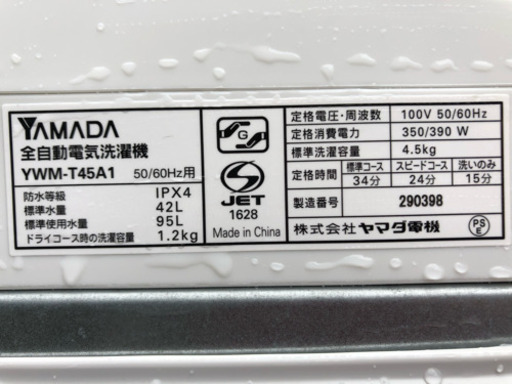 YAMADA
全自動電気洗濯機
YWM-T45A1 50/60Hz用
防水等級 IPX4
標準水量 42L
標準使用水量 95L
ドライコース時の洗濯容量 1.2kg
G
S
JET
1628
Made in China
定格電圧・周波数 100V 50/60Hz
定格消費電力 350/390 W
標準洗濯・脱水容量 4.5kg
定格時間 標準コース スピードコース 洗いのみ
34分 24分 15分
製造番号 290398
株式会社ヤマダ電機
PS
E